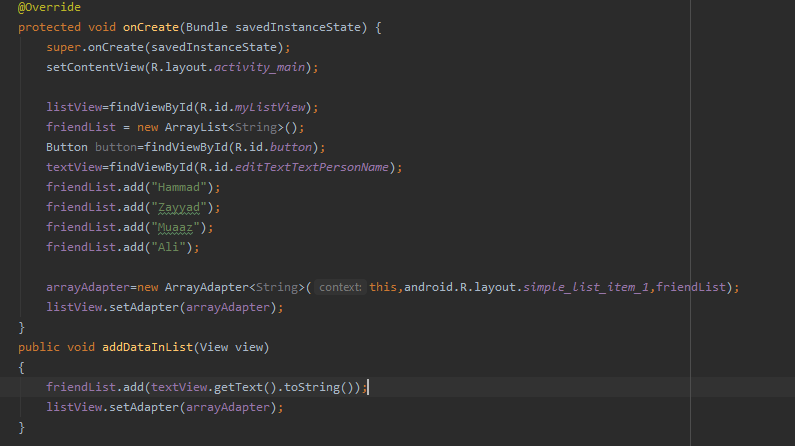 @Override
protected void onCreate(Bundle savedInstanceState) {
super.onCreate(savedInstanceState);
setContentView(R.layout.activity_main);
listView=findViewById(R.id.myListView);
friendList = new ArrayList<String>();
Button button=findViewById(R.id.button);
textView=findViewById(R.id.editTextTextPersonName);
friendList.add("Hammad");
friendList.add("Zayyad");
friendList.add("Muaaz");
friendList.add("Ali");
arrayAdapter=new ArrayAdapter<String>( context: this,android.R.layout.simple_list_item_1,friendList);
listView.setAdapter(arrayAdapter);
}
public void addDataInList(View view)
{
friendList.add(textView.getText().toString());
listView.setAdapter(arrayAdapter);
}